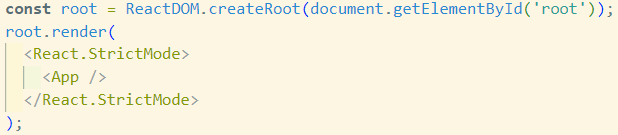 const root = ReactDOM.createRoot(document.getElementById('root'));
root.render(
  <React.StrictMode>
    <App />
  </React.StrictMode>
);